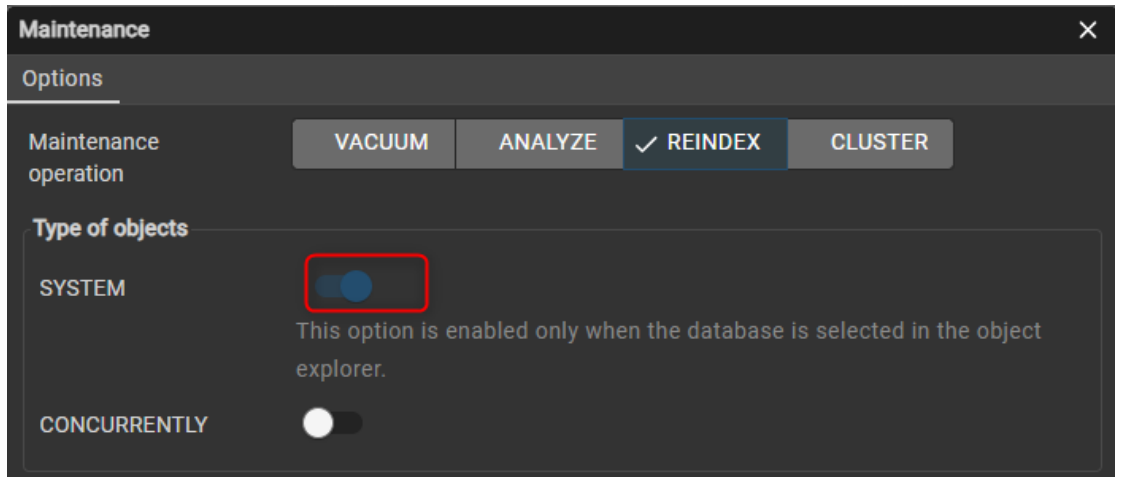 Maintenance
Options
Maintenance
operation
VACUUM ANALYZE REINDEX CLUSTER
Type of objects
SYSTEM
This option is enabled only when the database is selected in the object
explorer.
CONCURRENTLY